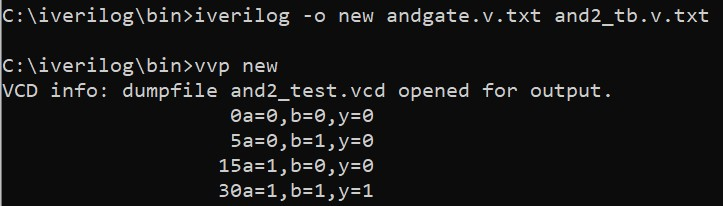 C:\iverilog\bin>iverilog -o new andgate.v.txt and2_tb.v.txt
C:\iverilog\bin>vvp new
VCD info: dumpfile and2_test.vcd opened for output.
0a=0,b=0,y=0
5a=0,b=1,y=0
15a=1,b=0,y=0
30a=1,b=1,y=1